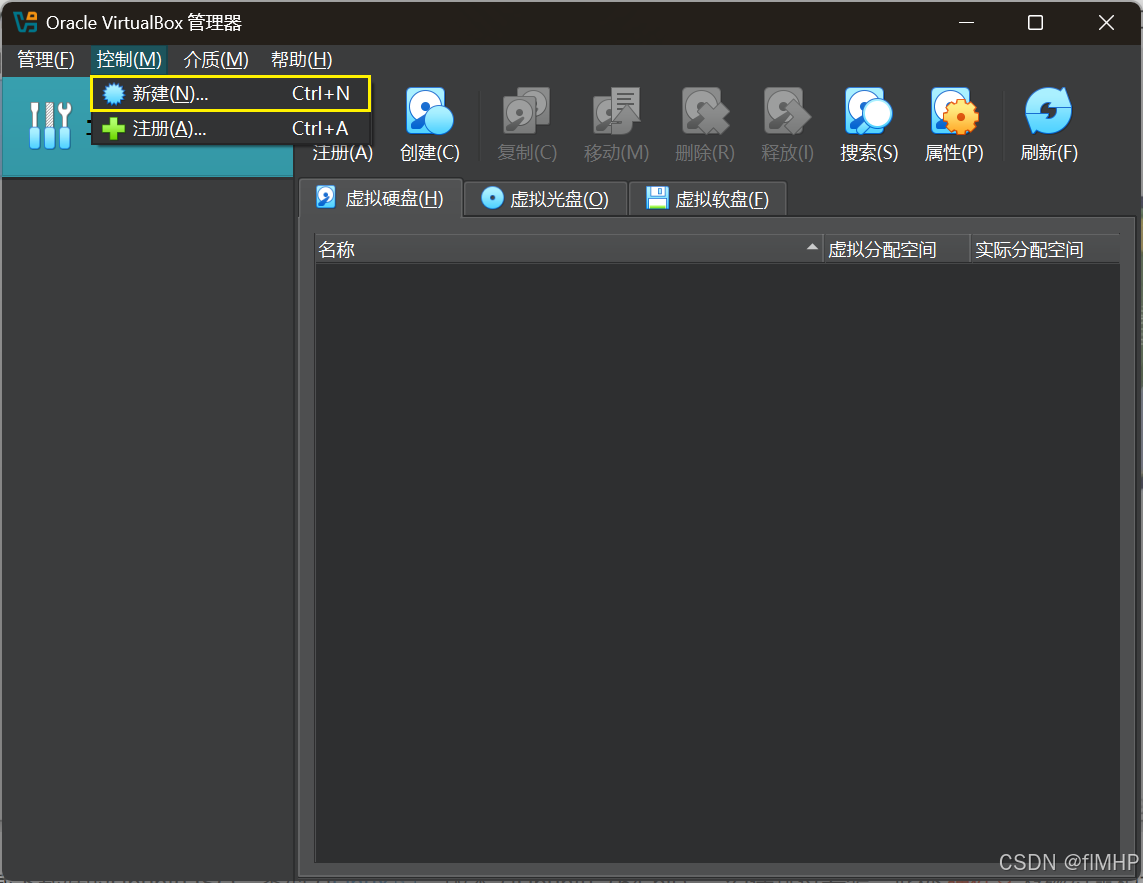 Oracle VirtualBox 管理器
管理(F) 控制(M) 介质(M) 帮助(H)
新建(N)... Ctrl+N
注册(A)... Ctrl+A
注册(A) 创建(C) 复制(C) 移动(M) 删除(R) 释放(I) 搜索(S) 属性(P) 刷新(F)
虚拟硬盘(H) 虚拟光盘(O) 虚拟软盘(F)
名称 虚拟分配空间 实际分配空间
CSDN @flMHP